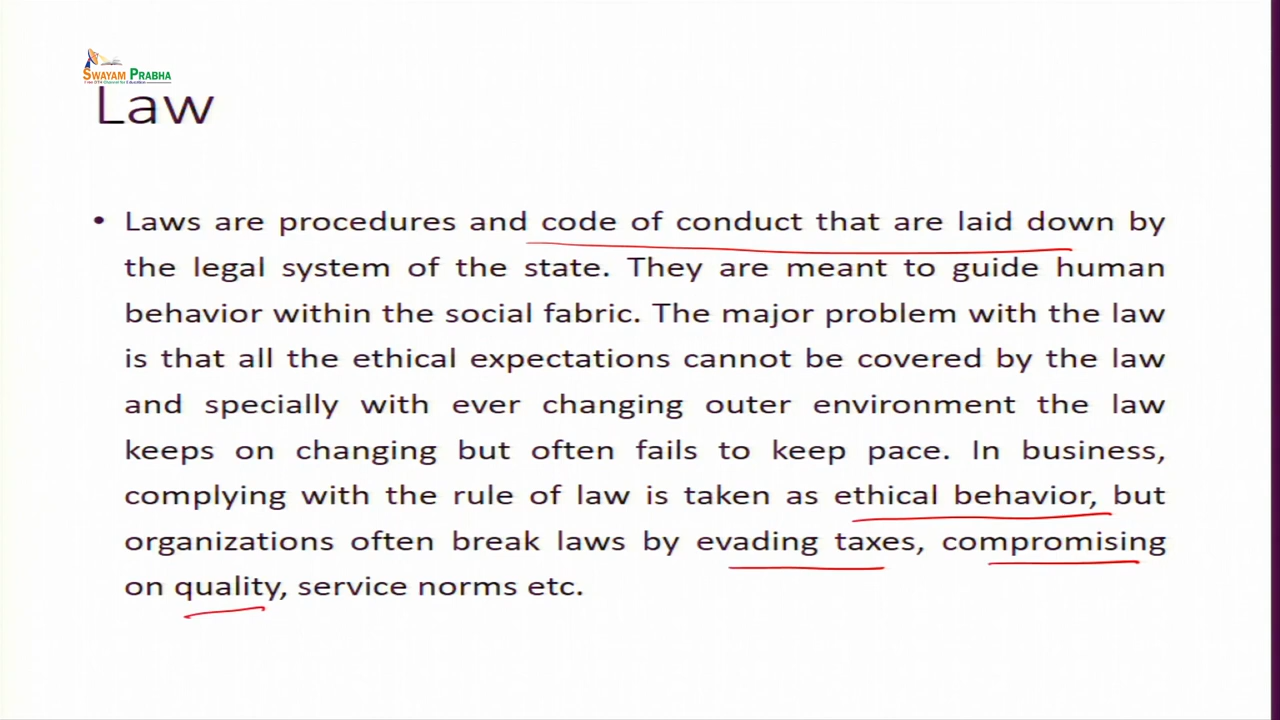 SWAYAM PRABHA
Law
• Laws are procedures and code of conduct that are laid down by
the legal system of the state. They are meant to guide human
behavior within the social fabric. The major problem with the law
is that all the ethical expectations cannot be covered by the law
and specially with ever changing outer environment the law
keeps on changing but often fails to keep pace. In business,
complying with the rule of law is taken as ethical behavior, but
organizations often break laws by evading taxes, compromising
on quality, service norms etc.